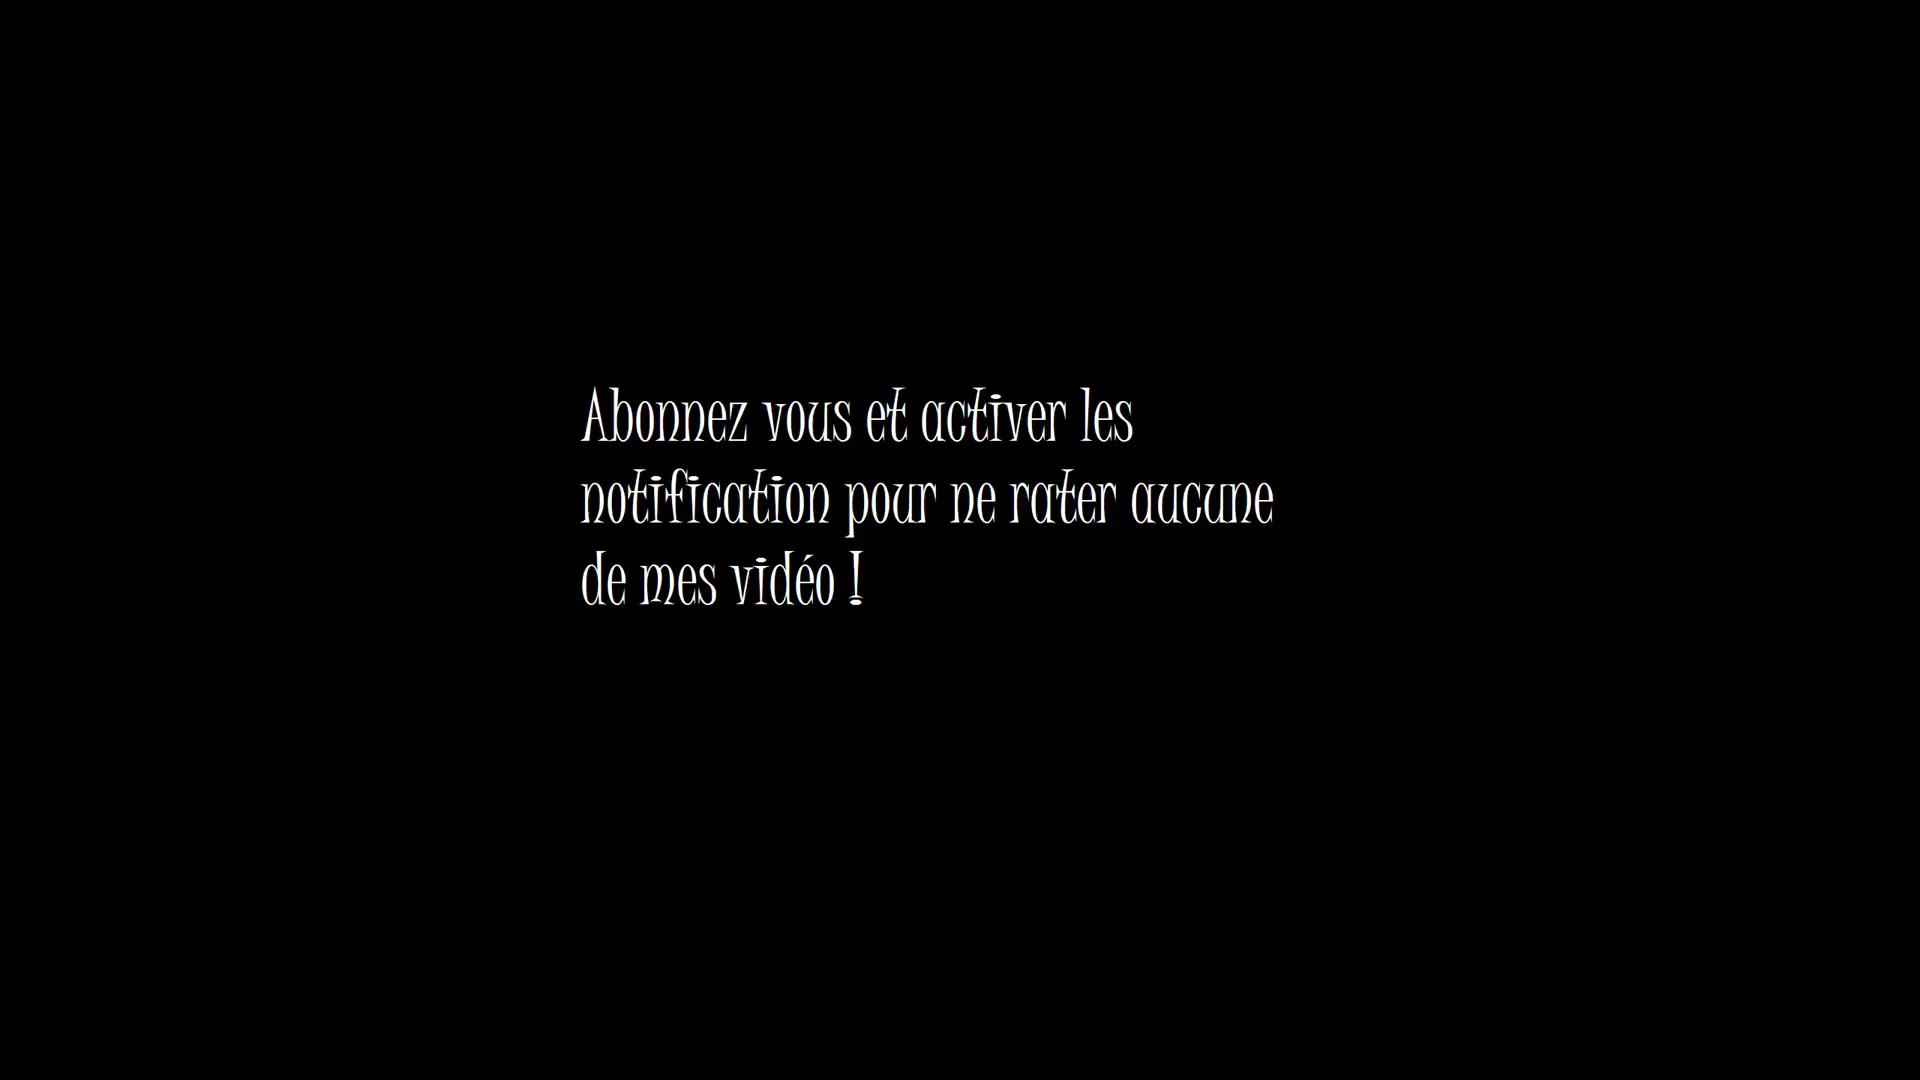 Abonnez vous et activer les
notification pour ne rater aucune
de mes vidéo !